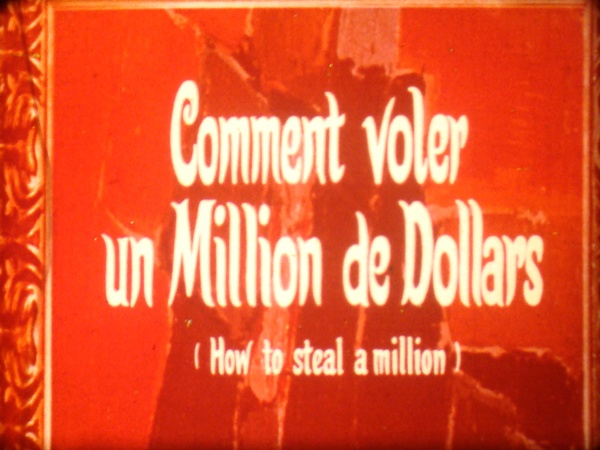 Comment voler
un Million de Dollars
( How to steal a million )